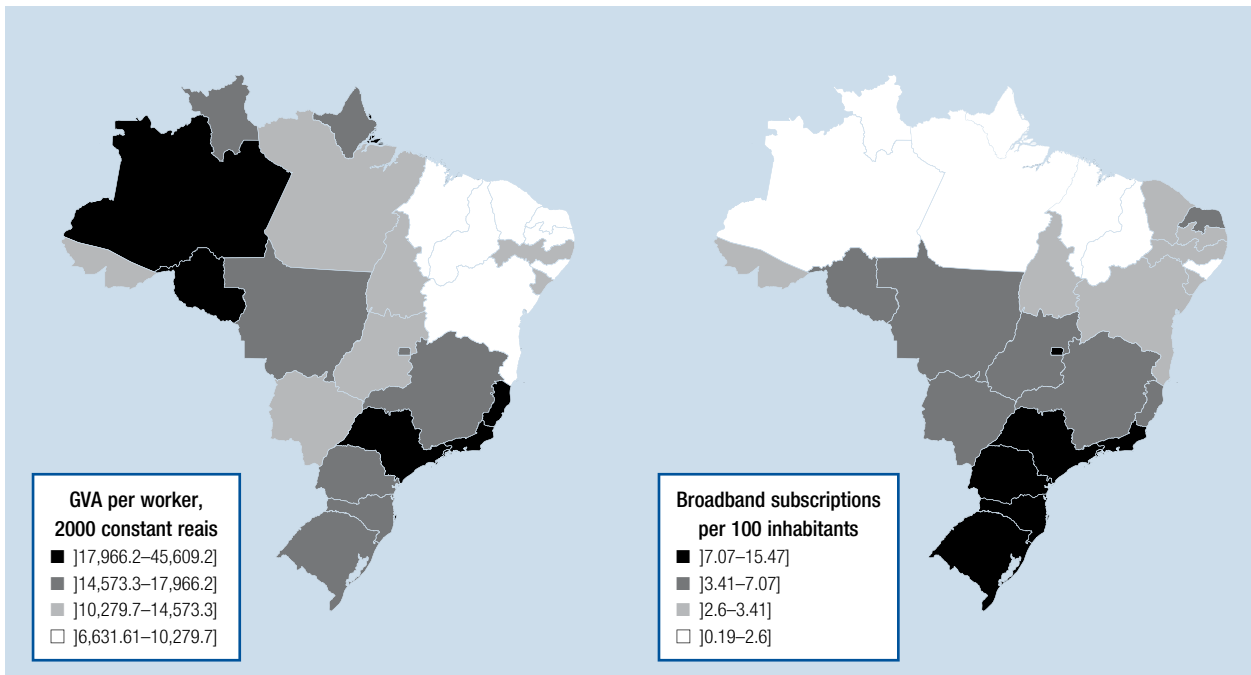 GVA per worker,
2000 constant reais
]17,966.2–45,609.2]
]14,573.3–17,966.2]
]10,279.7–14,573.3]
]6,631.61–10,279.7]
Broadband subscriptions
per 100 inhabitants
]7.07–15.47]
]3.41–7.07]
]2.6–3.41]
]0.19–2.6]